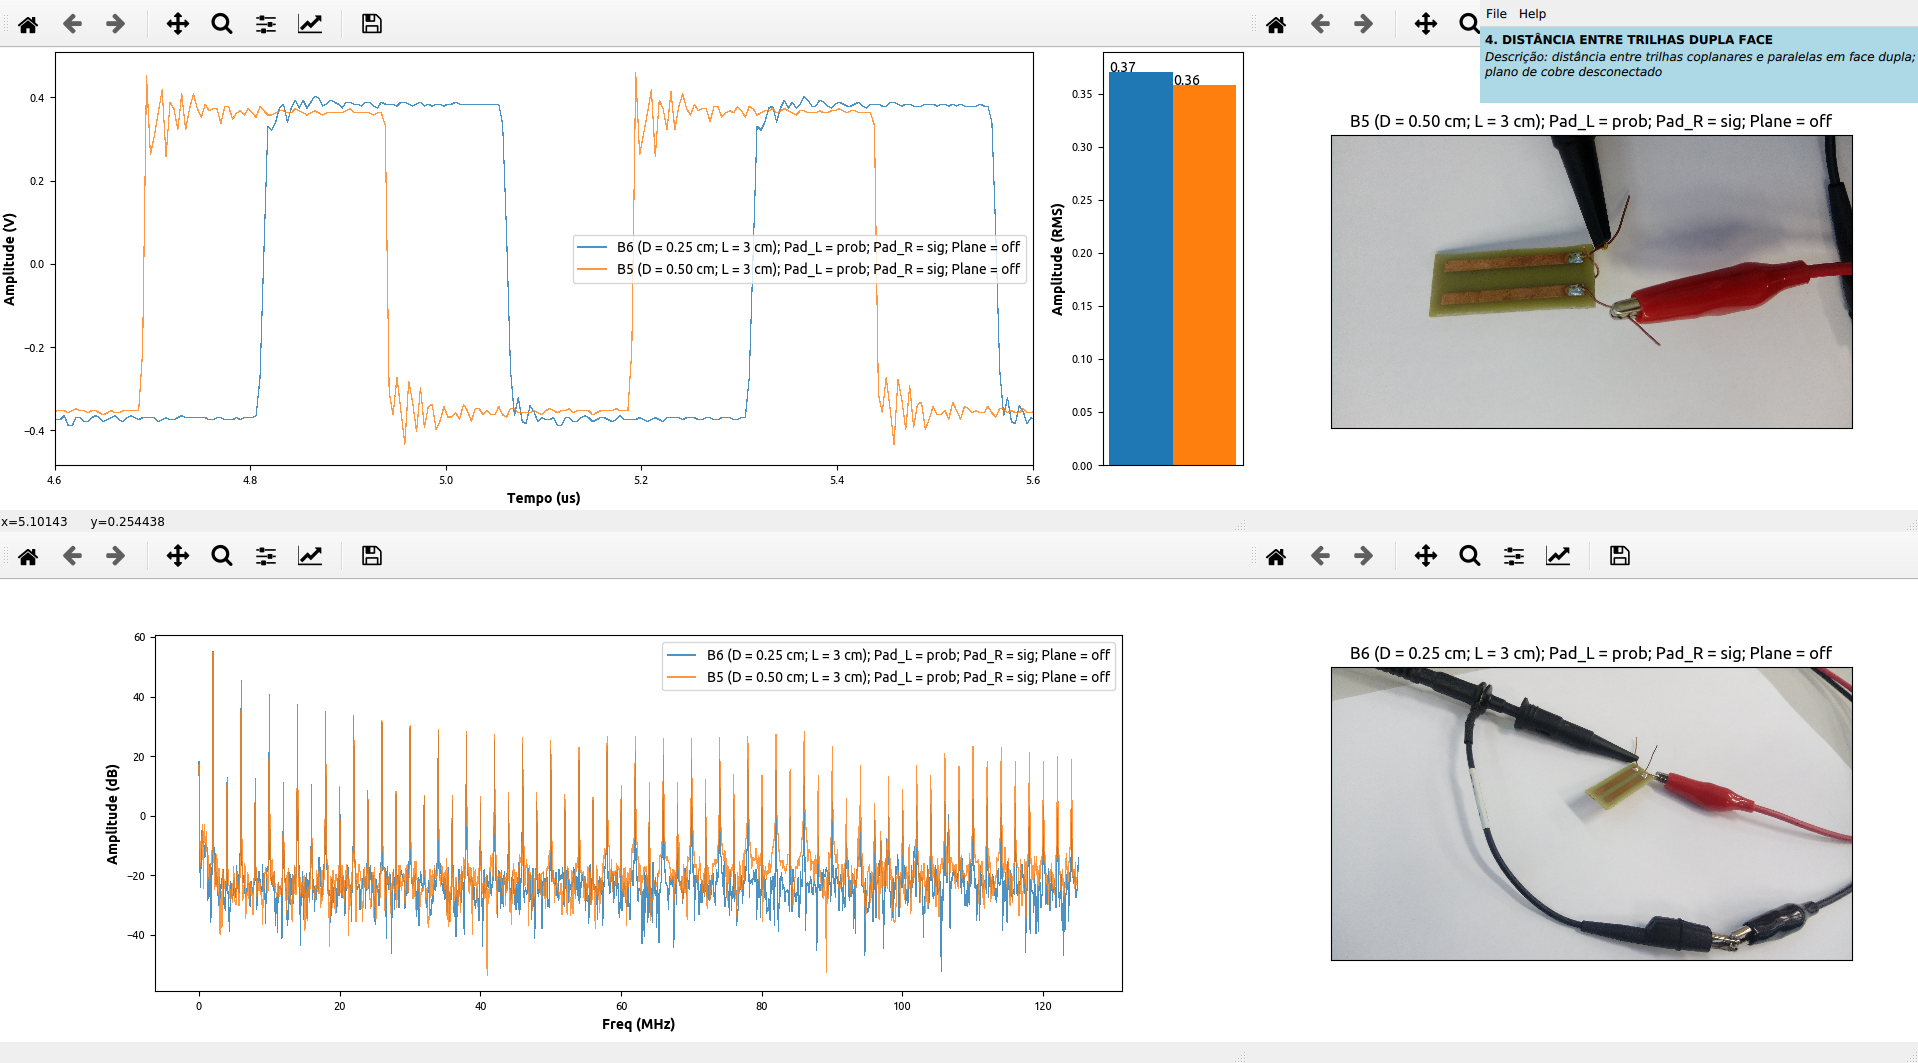 File Help
4. DISTÂNCIA ENTRE TRILHAS DUPLA FACE
Descrição: distância entre trilhas coplanares e paralelas em face dupla;
plano de cobre desconectado
0.4
0.2
0.0
−0.2
−0.4
Amplitude (V)
4.6 4.8 5.0 5.2 5.4 5.6
Tempo (us)
B6 (D = 0.25 cm; L = 3 cm); Pad_L = prob; Pad_R = sig; Plane = off
B5 (D = 0.50 cm; L = 3 cm); Pad_L = prob; Pad_R = sig; Plane = off
0.37
0.36
0.35
0.30
0.25
0.20
0.15
0.10
0.05
0.00
Amplitude (RMS)
B5 (D = 0.50 cm; L = 3 cm); Pad_L = prob; Pad_R = sig; Plane = off
x=5.10143 y=0.254438
60
40
20
0
−20
−40
Amplitude (dB)
0 20 40 60 80 100 120
Freq (MHz)
B6 (D = 0.25 cm; L = 3 cm); Pad_L = prob; Pad_R = sig; Plane = off
B5 (D = 0.50 cm; L = 3 cm); Pad_L = prob; Pad_R = sig; Plane = off
B6 (D = 0.25 cm; L = 3 cm); Pad_L = prob; Pad_R = sig; Plane = off